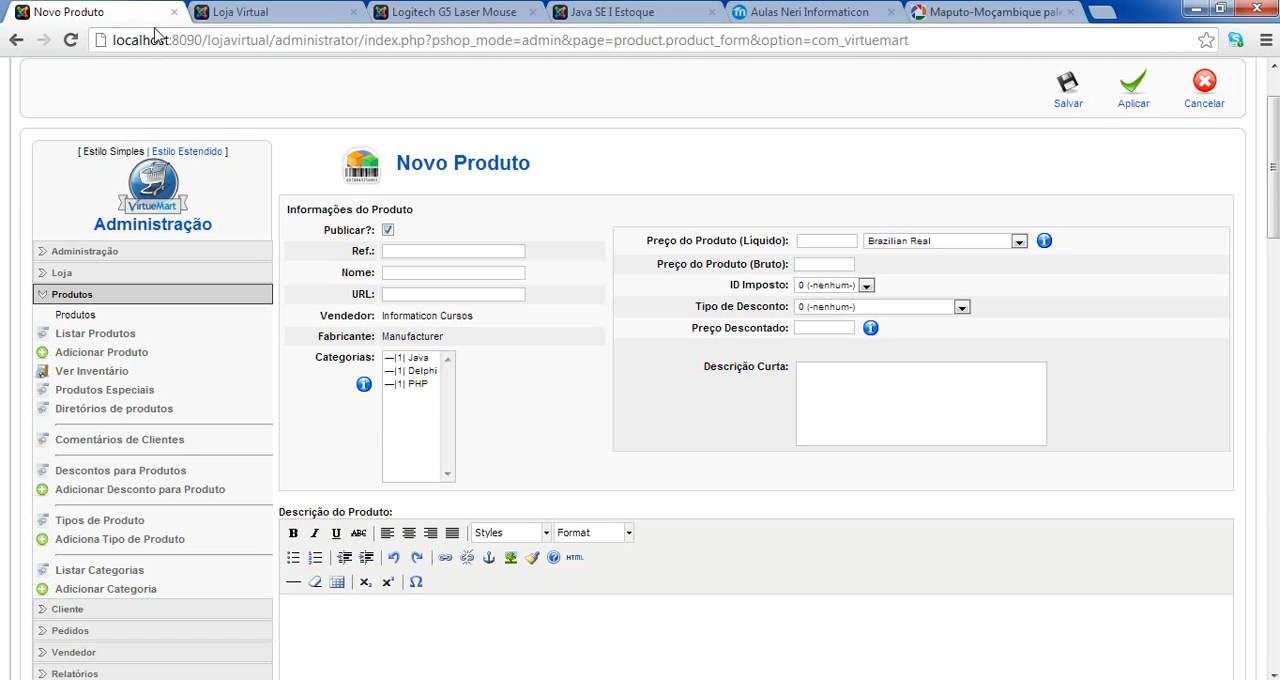 Novo Produto
Loja Virtual
Logitech G5 Laser Mouse
Java SE I Estoque
Aulas Neri Informaticon
Maputo-Moçambique pale
localhost:8090/lojavirtual/administrator/index.php?pshop_mode=admin&page=product.product_form&option=com_virtuemart
Salvar
Aplicar
Cancelar
[ Estilo Simples | Estilo Estendido ]
VirtueMart
Administração
Administração
Loja
Produtos
Produtos
Listar Produtos
Adicionar Produto
Ver Inventário
Produtos Especiais
Diretórios de produtos
Comentários de Clientes
Descontos para Produtos
Adicionar Desconto para Produto
Tipos de Produto
Adiciona Tipo de Produto
Listar Categorias
Adicionar Categoria
Cliente
Pedidos
Vendedor
Relatórios
Novo Produto
Informações do Produto
Publicar?:
Ref.:
Nome:
URL:
Vendedor: Informaticon Cursos
Fabricante: Manufacturer
Categorias:
—|1| Java
—|1| Delphi
—|1| PHP
Preço do Produto (Líquido): Brazilian Real
Preço do Produto (Bruto):
ID Imposto: 0 (-nenhum-)
Tipo de Desconto: 0 (-nenhum-)
Preço Descontado:
Descrição Curta:
Descrição do Produto:
B I U ABC Styles Format
HTML
x₂ x² Ω